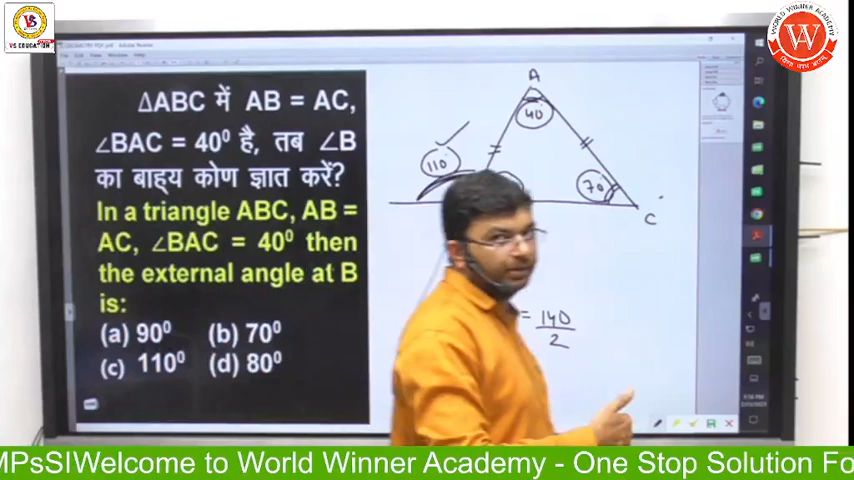 VS
VS EDUCATION
WORLD WINNER ACADEMY
ΔABC में AB = AC,
∠BAC = 40⁰ है, तब ∠B
का बाह्य कोण ज्ञात करें?
In a triangle ABC, AB =
AC, ∠BAC = 40⁰ then
the external angle at B
is:
(a) 90⁰ (b) 70⁰
(c) 110⁰ (d) 80⁰
A
40
110
70
C
= 140
2
MPsSIWelcome to World Winner Academy - One Stop Solution Fo